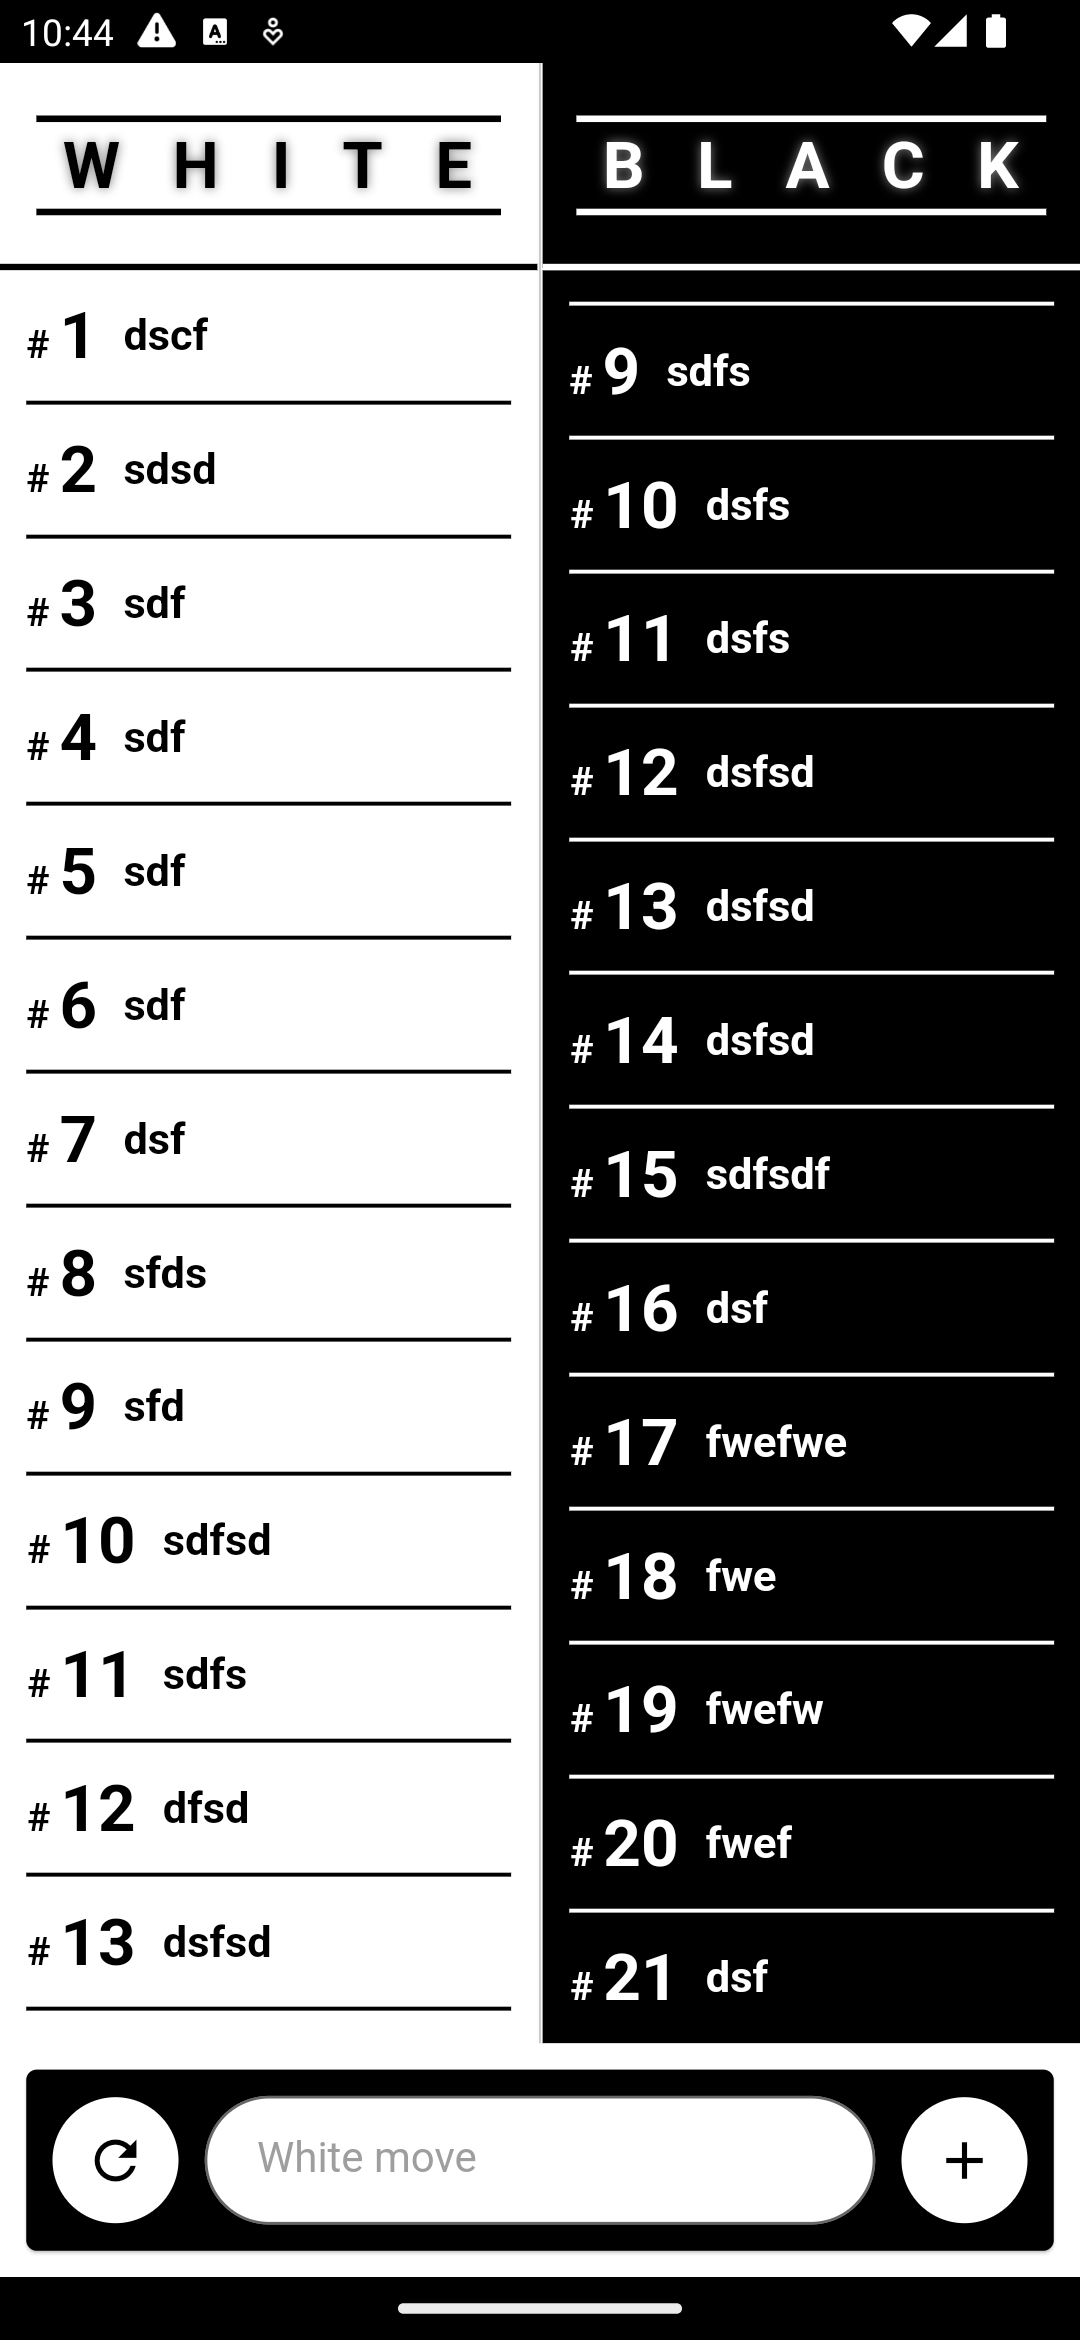 10:44
W H I T E
# 1 dscf
# 2 sdsd
# 3 sdf
# 4 sdf
# 5 sdf
# 6 sdf
# 7 dsf
# 8 sfds
# 9 sfd
# 10 sdfsd
# 11 sdfs
# 12 dfsd
# 13 dsfsd
B L A C K
# 9 sdfs
# 10 dsfs
# 11 dsfs
# 12 dsfsd
# 13 dsfsd
# 14 dsfsd
# 15 sdfsdf
# 16 dsf
# 17 fwefwe
# 18 fwe
# 19 fwefw
# 20 fwef
# 21 dsf
White move